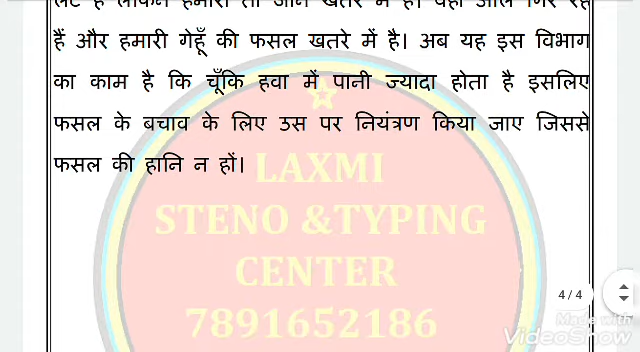 हैं और हमारी गेहूँ की फसल खतरे में है। अब यह इस विभाग
का काम है कि चूँकि हवा में पानी ज्यादा होता है इसलिए
फसल के बचाव के लिए उस पर नियंत्रण किया जाए जिससे
फसल की हानि न हों।
LAXMI
STENO &TYPING
CENTER
7891652186
4/4
Made with
VideoShow